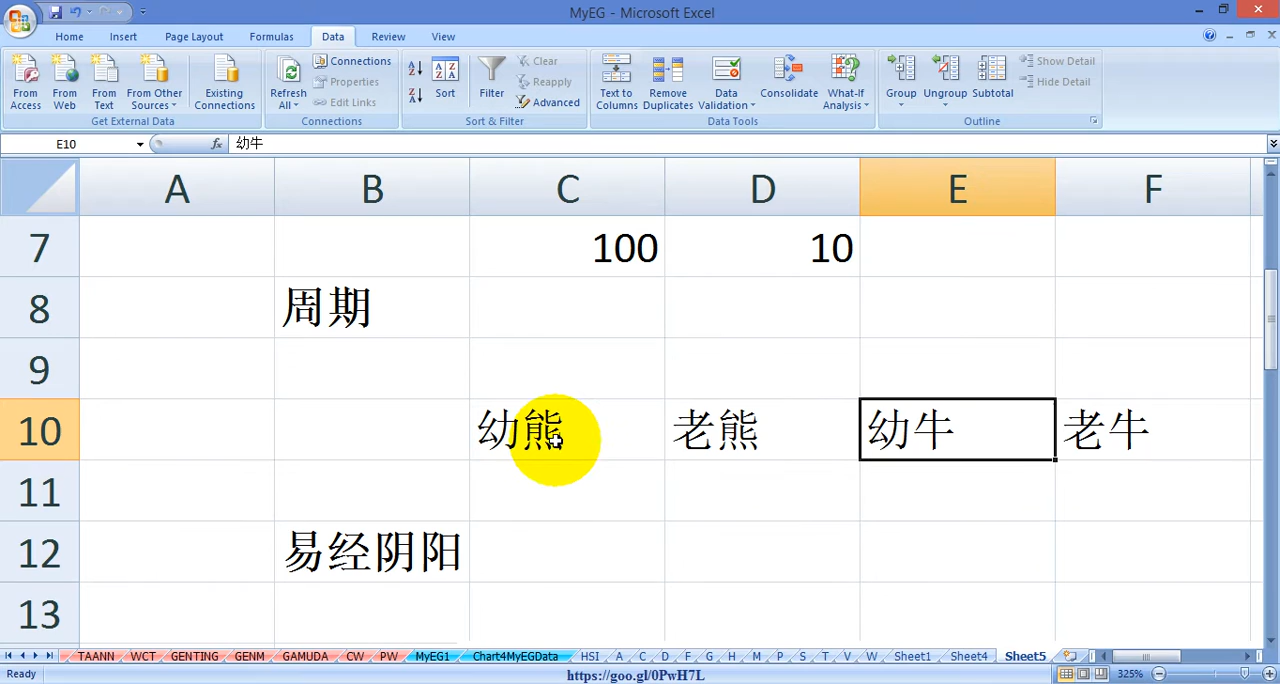 MyEG - Microsoft Excel
Home Insert Page Layout Formulas Data Review View
From Access From Web From Text From Other Sources Existing Connections Refresh All Connections Properties Edit Links Sort Filter Clear Reapply Advanced Text to Columns Remove Duplicates Data Validation Consolidate What-If Analysis Group Ungroup Subtotal Show Detail Hide Detail
Get External Data Connections Sort & Filter Data Tools Outline
E10 fx 幼牛
A B C D E F
7 100 10
8 周期
9
10 幼熊 老熊 幼牛 老牛
11
12 易经阴阳
13
TAANN WCT GENTING GENM GAMUDA CW PW MyEG1 Chart4MyEGData HSI A C D F G H M P S T V W Sheet1 Sheet4 Sheet5
Ready https://goo.gl/0PwH7L 325%